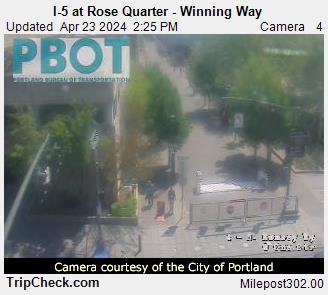 I-5 at Rose Quarter - Winning Way
Updated Apr 23 2024 2:25 PM Camera 4
PBOT
PORTLAND BUREAU OF TRANSPORTATION
Camera courtesy of the City of Portland
TripCheck.com Milepost302.00